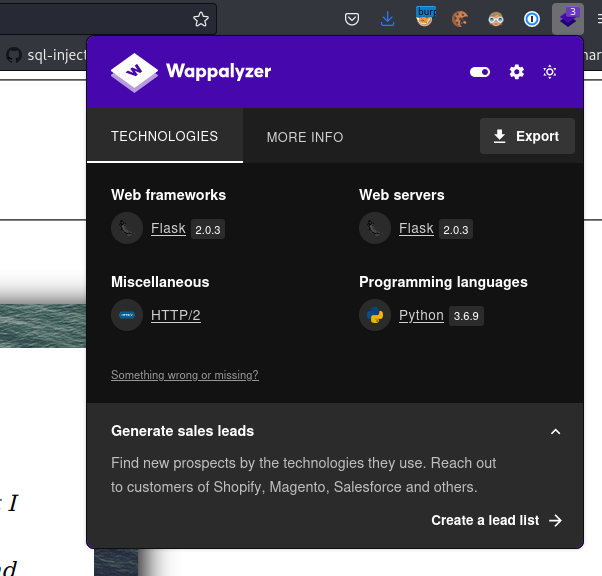 burp
3
sql-inject
nar
Wappalyzer
TECHNOLOGIES
MORE INFO
Export
Web frameworks
Web servers
Flask 2.0.3
Flask 2.0.3
Miscellaneous
Programming languages
HTTP/2
Python 3.6.9
Something wrong or missing?
Generate sales leads
Find new prospects by the technologies they use. Reach out
to customers of Shopify, Magento, Salesforce and others.
Create a lead list
I